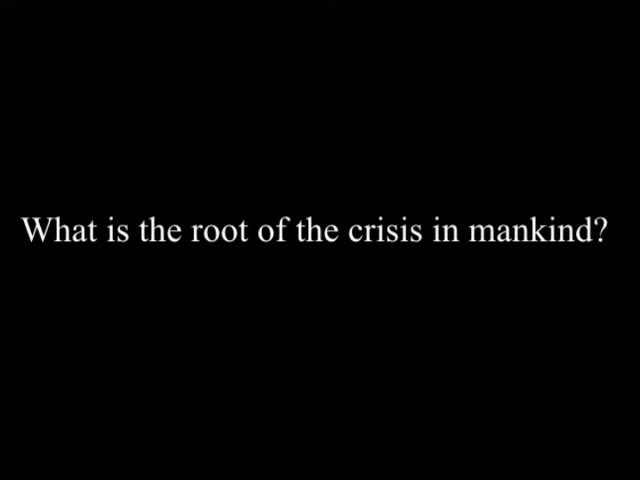 What is the root of the crisis in mankind?